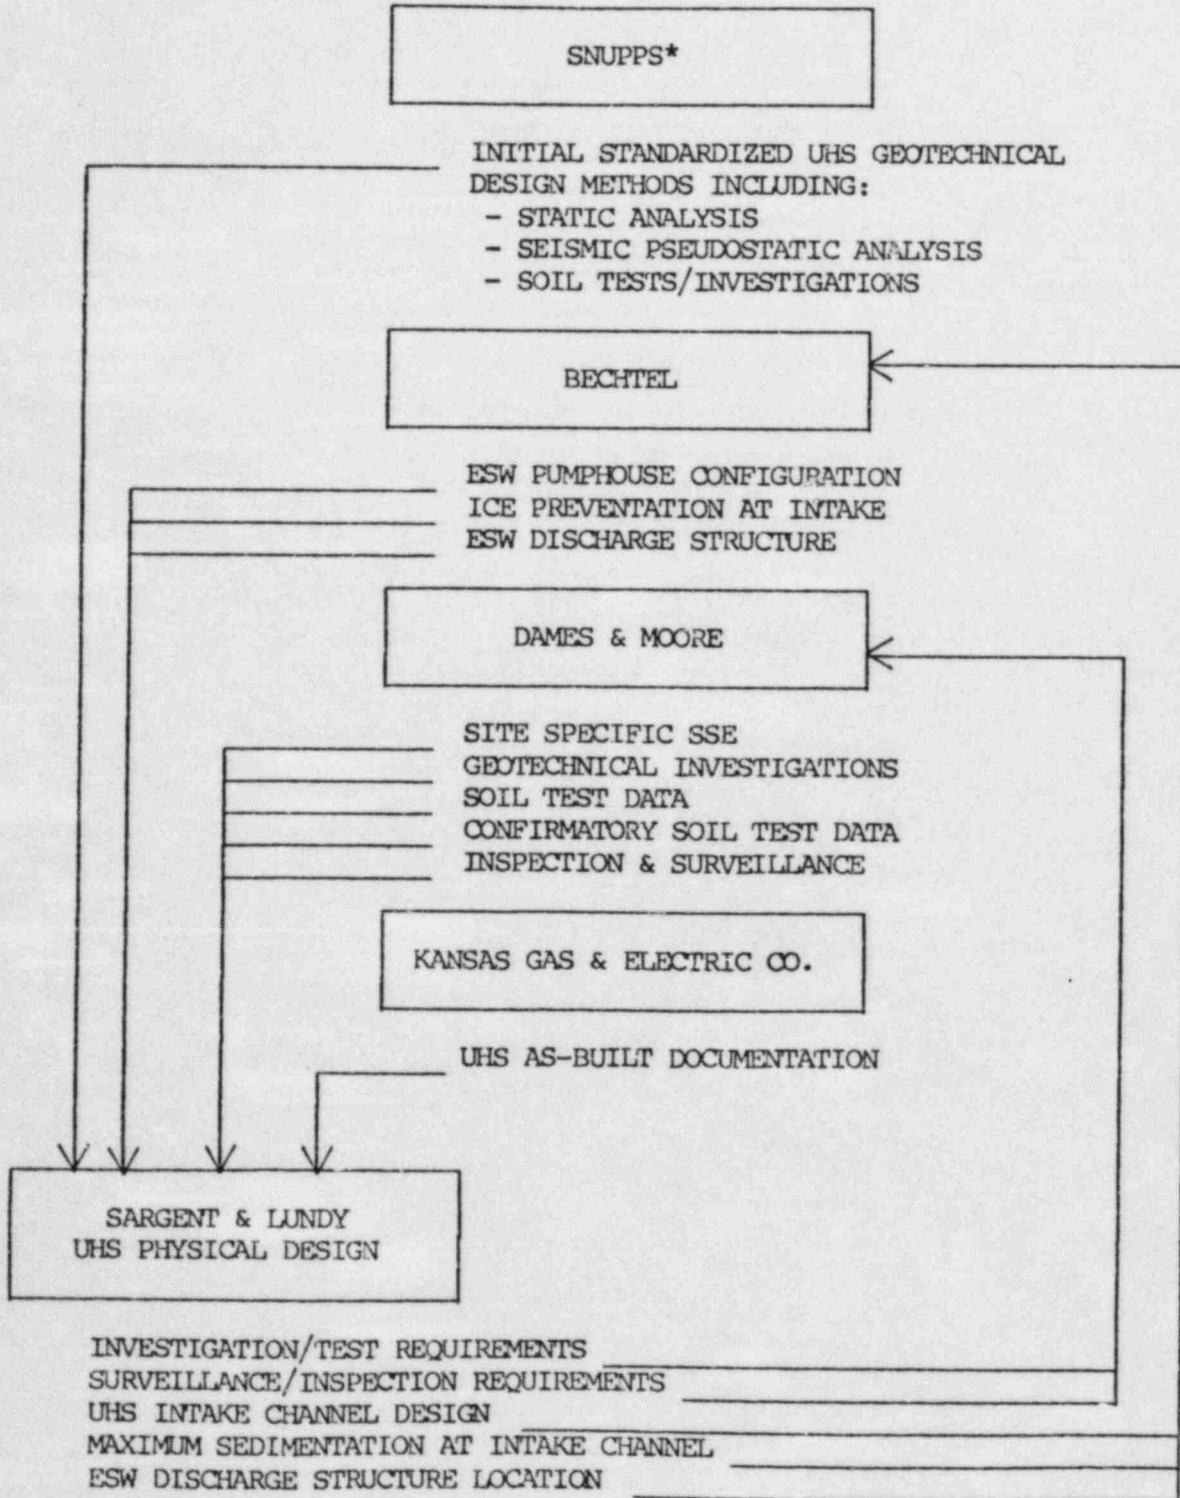 SNUPPS*
INITIAL STANDARDIZED UHS GEOTECHNICAL
DESIGN METHODS INCLUDING:
- STATIC ANALYSIS
- SEISMIC PSEUDOSTATIC ANALYSIS
- SOIL TESTS/INVESTIGATIONS
BECHTEL
ESW PUMPHOUSE CONFIGURATION
ICE PREVENTATION AT INTAKE
ESW DISCHARGE STRUCTURE
DAMES & MOORE
SITE SPECIFIC SSE
GEOTECHNICAL INVESTIGATIONS
SOIL TEST DATA
CONFIRMATORY SOIL TEST DATA
INSPECTION & SURVEILLANCE
KANSAS GAS & ELECTRIC CO.
UHS AS-BUILT DOCUMENTATION
SARGENT & LUNDY
UHS PHYSICAL DESIGN
INVESTIGATION/TEST REQUIREMENTS
SURVEILLANCE/INSPECTION REQUIREMENTS
UHS INTAKE CHANNEL DESIGN
MAXIMUM SEDIMENTATION AT INTAKE CHANNEL
ESW DISCHARGE STRUCTURE LOCATION